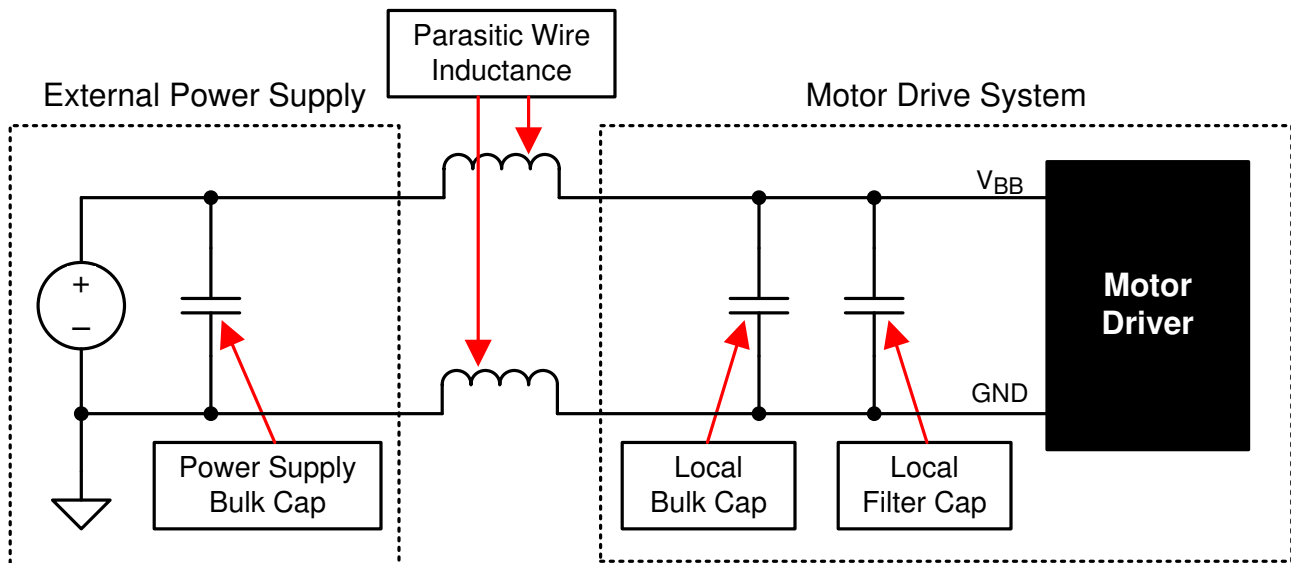 Parasitic Wire
Inductance
External Power Supply
Motor Drive System
VBB
+
−
Motor
Driver
GND
Power Supply
Bulk Cap
Local
Bulk Cap
Local
Filter Cap